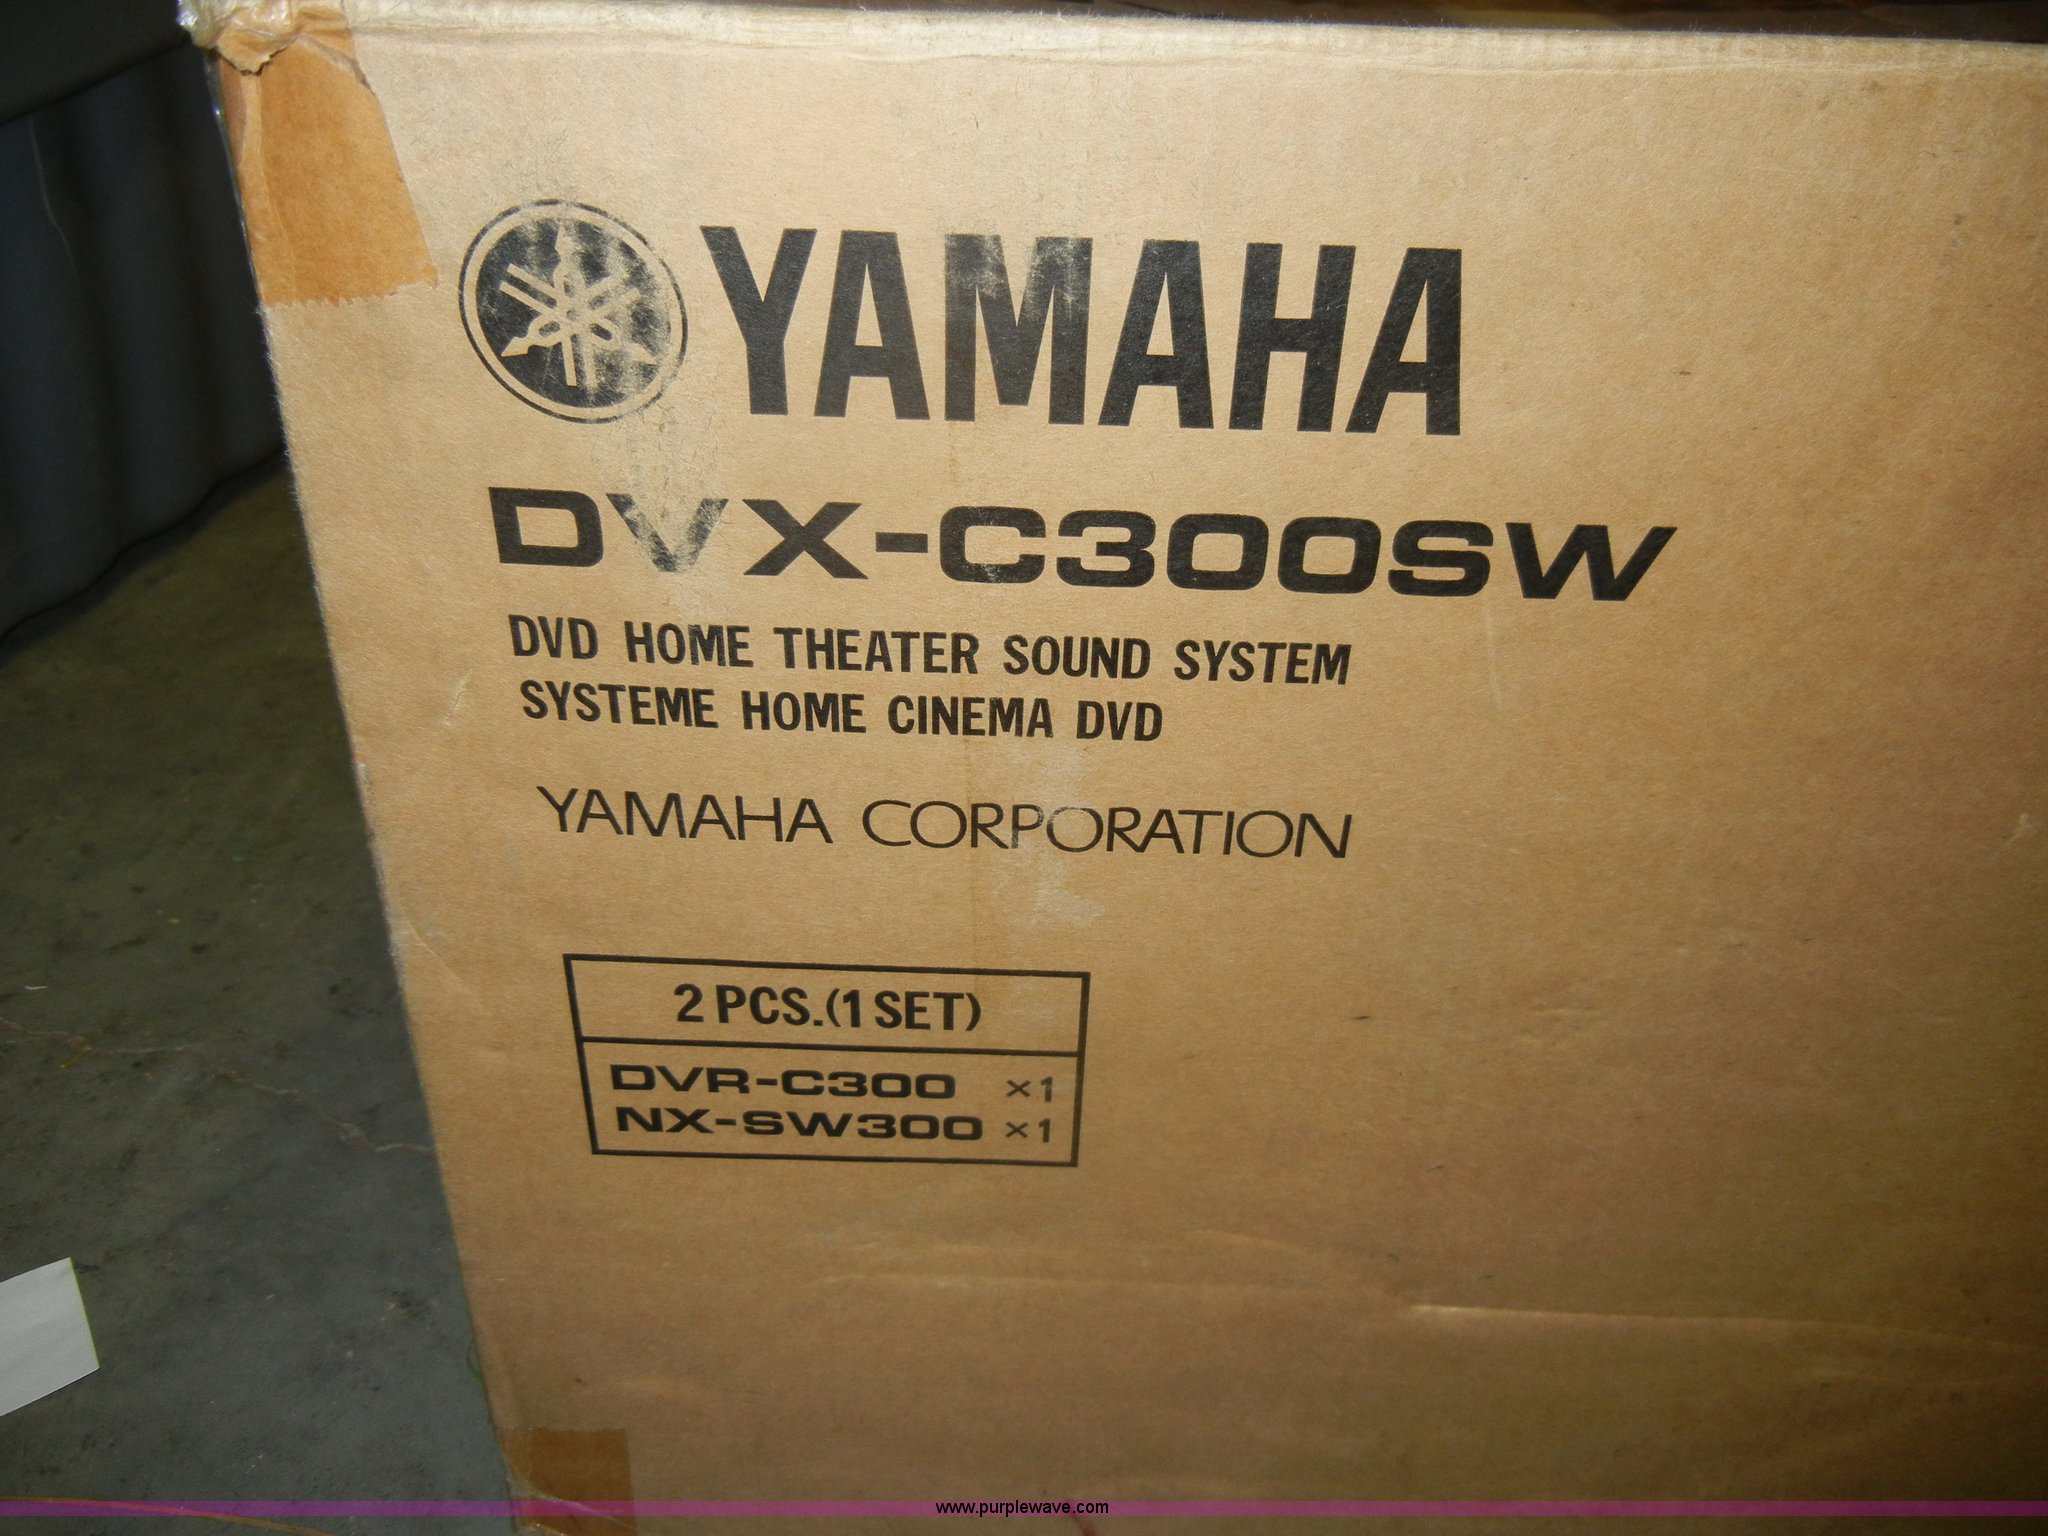 YAMAHA
DVX-C300SW
DVD HOME THEATER SOUND SYSTEM
SYSTEME HOME CINEMA DVD
YAMAHA CORPORATION
2 PCS.(1 SET)
DVR-C300 ×1
NX-SW300 ×1
www.purplewave.com